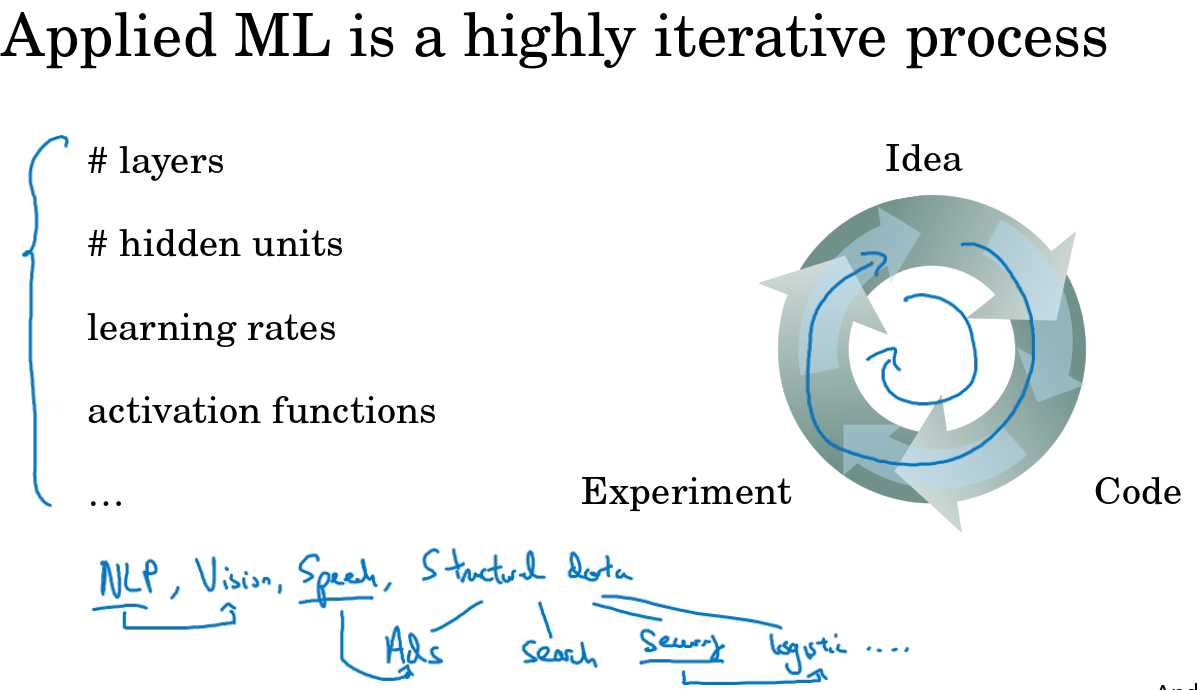 Applied ML is a highly iterative process
# layers
# hidden units
learning rates
activation functions
...
Idea
Experiment
Code
NLP, Vision, Speech, Structural data
Ads Search Security logistic ....